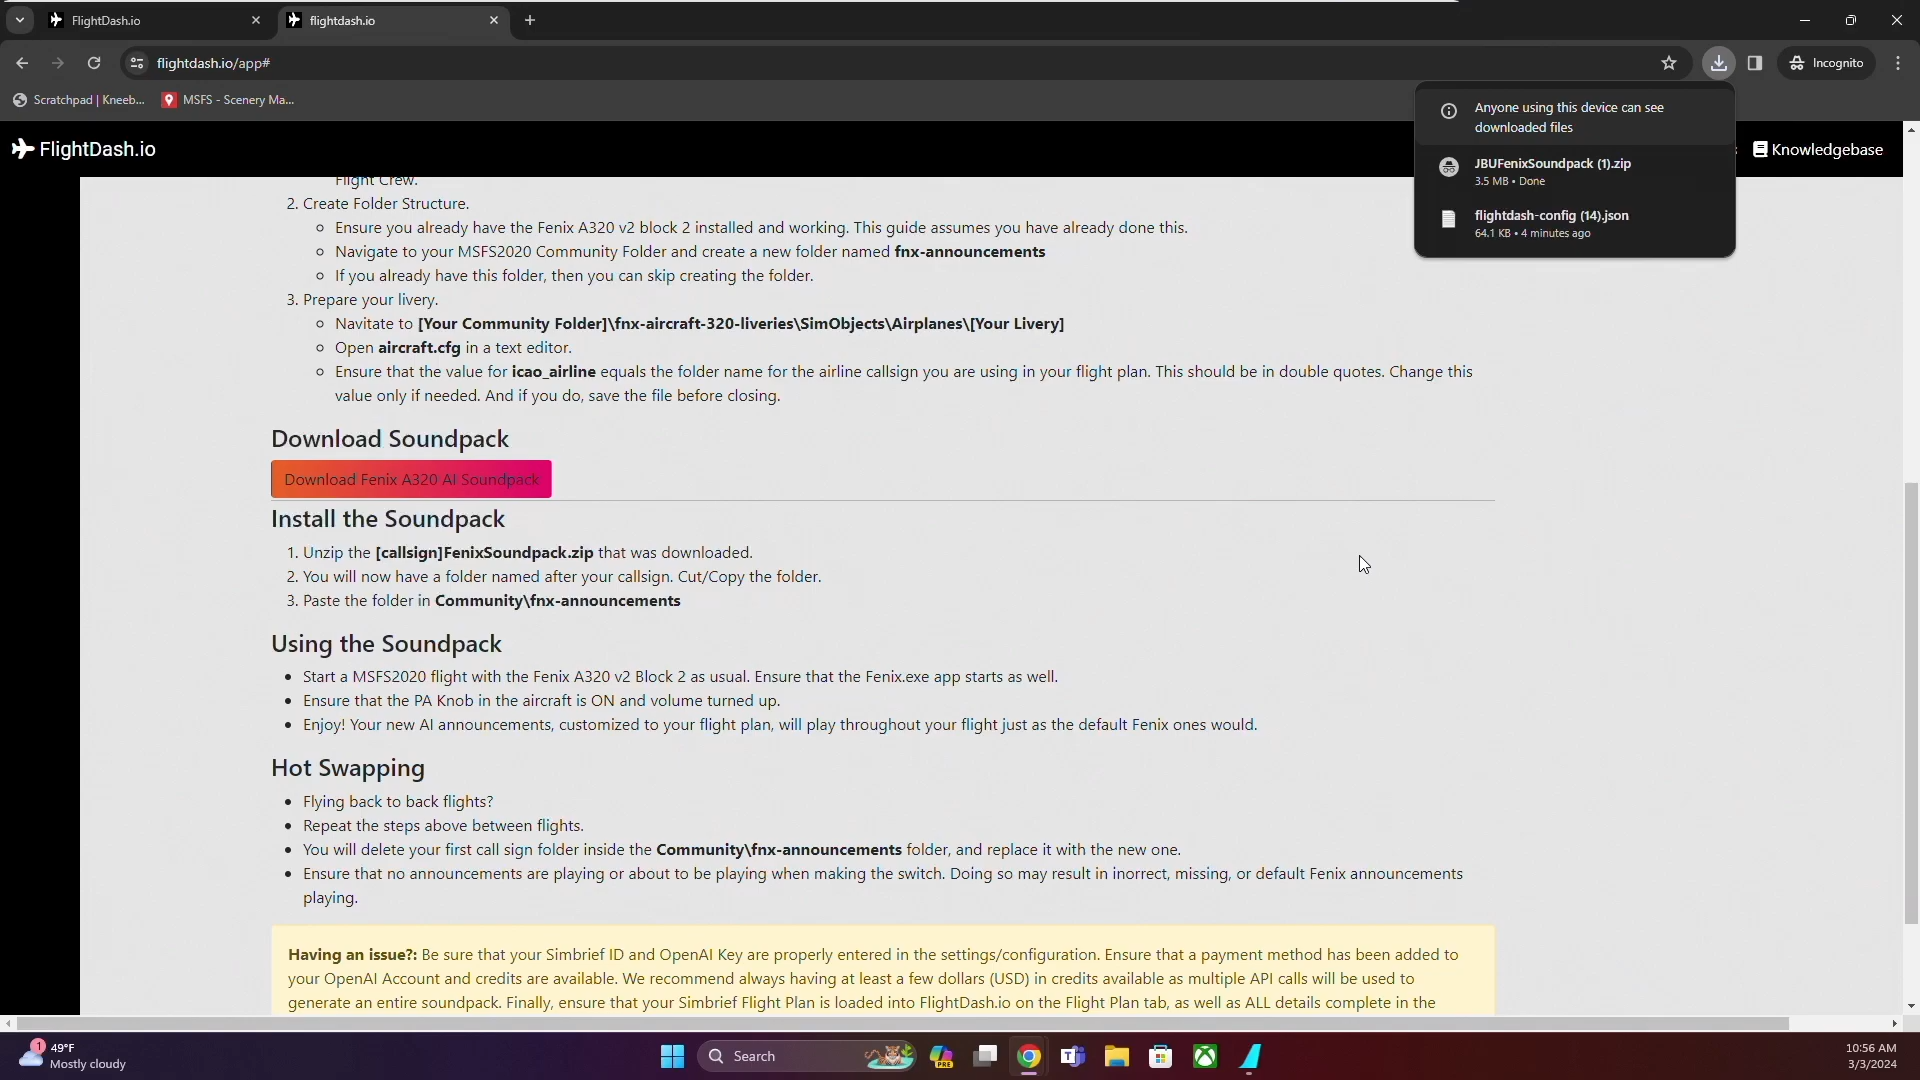 FlightDash.io
flightdash.io
flightdash.io/app#
Incognito
Scratchpad | Kneeb...
MSFS - Scenery Ma...
Anyone using this device can see
downloaded files
JBUFenixSoundpack (1).zip
3.5 MB • Done
flightdash-config (14).json
64.1 KB • 4 minutes ago
FlightDash.io
Knowledgebase
Flight Crew.
2. Create Folder Structure.
Ensure you already have the Fenix A320 v2 block 2 installed and working. This guide assumes you have already done this.
Navigate to your MSFS2020 Community Folder and create a new folder named fnx-announcements
If you already have this folder, then you can skip creating the folder.
3. Prepare your livery.
Navitate to [Your Community Folder]\fnx-aircraft-320-liveries\SimObjects\Airplanes\[Your Livery]
Open aircraft.cfg in a text editor.
Ensure that the value for icao_airline equals the folder name for the airline callsign you are using in your flight plan. This should be in double quotes. Change this
value only if needed. And if you do, save the file before closing.
Download Soundpack
Download Fenix A320 AI Soundpack
Install the Soundpack
1. Unzip the [callsign]FenixSoundpack.zip that was downloaded.
2. You will now have a folder named after your callsign. Cut/Copy the folder.
3. Paste the folder in Community\fnx-announcements
Using the Soundpack
Start a MSFS2020 flight with the Fenix A320 v2 Block 2 as usual. Ensure that the Fenix.exe app starts as well.
Ensure that the PA Knob in the aircraft is ON and volume turned up.
Enjoy! Your new AI announcements, customized to your flight plan, will play throughout your flight just as the default Fenix ones would.
Hot Swapping
Flying back to back flights?
Repeat the steps above between flights.
You will delete your first call sign folder inside the Community\fnx-announcements folder, and replace it with the new one.
Ensure that no announcements are playing or about to be playing when making the switch. Doing so may result in inorrect, missing, or default Fenix announcements
playing.
Having an issue?: Be sure that your Simbrief ID and OpenAI Key are properly entered in the settings/configuration. Ensure that a payment method has been added to
your OpenAI Account and credits are available. We recommend always having at least a few dollars (USD) in credits available as multiple API calls will be used to
generate an entire soundpack. Finally, ensure that your Simbrief Flight Plan is loaded into FlightDash.io on the Flight Plan tab, as well as ALL details complete in the
1
49°F
Mostly cloudy
Search
PRE
10:56 AM
3/3/2024